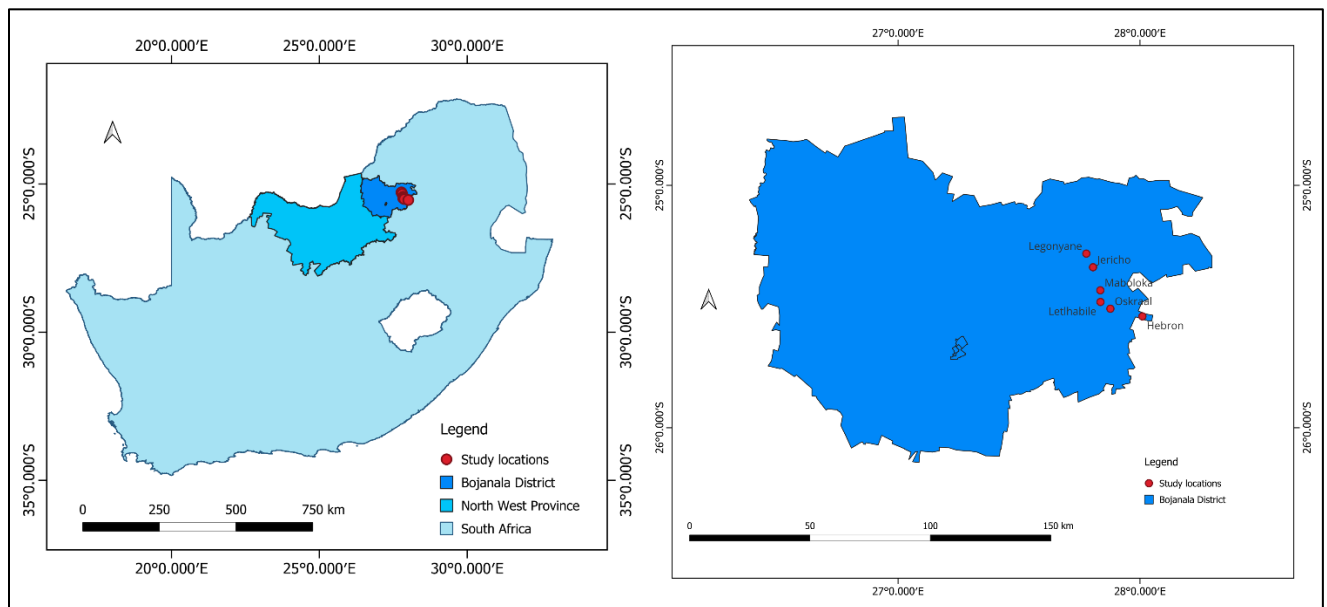 20°0.000′E
25°0.000′E
30°0.000′E
25°0.000′S
30°0.000′S
35°0.000′S
25°0.000′S
30°0.000′S
35°0.000′S
Legend
Study locations
Bojanala District
North West Province
South Africa
0
250
500
750 km
20°0.000′E
25°0.000′E
30°0.000′E
27°0.000′E
28°0.000′E
25°0.000′S
26°0.000′S
25°0.000′S
26°0.000′S
Legonyane
Jericho
Maboloka
Oskraal
Letlhabile
Hebron
Legend
Study locations
Bojanala District
0
50
100
150 km
27°0.000′E
28°0.000′E